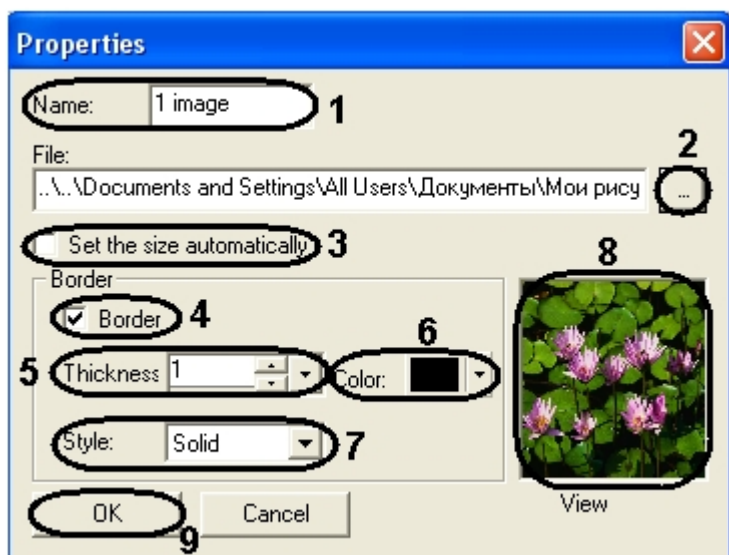 Properties
Name: 1 image 1
File: 2
..\..\Documents and Settings\All Users\Документы\Мои рису ...
Set the size automatically 3
Border 8
Border 4 6
5 Thickness 1 Color:
Style: Solid 7
View
OK Cancel
9